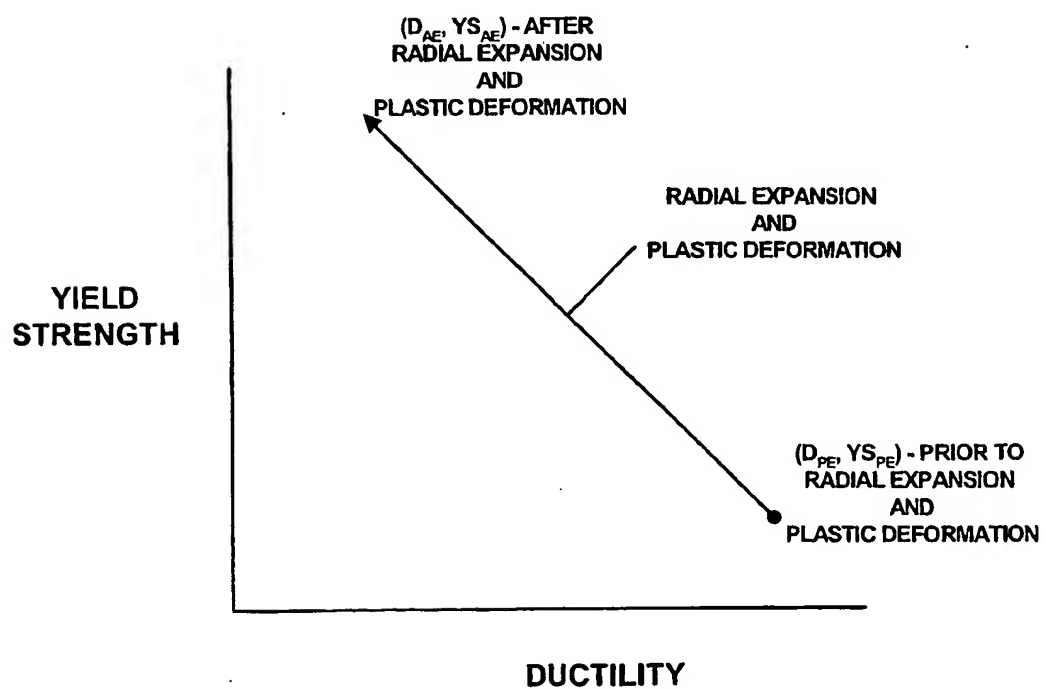 (D_AE, YS_AE) - AFTER
RADIAL EXPANSION
AND
PLASTIC DEFORMATION
RADIAL EXPANSION
AND
PLASTIC DEFORMATION
YIELD
STRENGTH
(D_PE, YS_PE) - PRIOR TO
RADIAL EXPANSION
AND
PLASTIC DEFORMATION
DUCTILITY